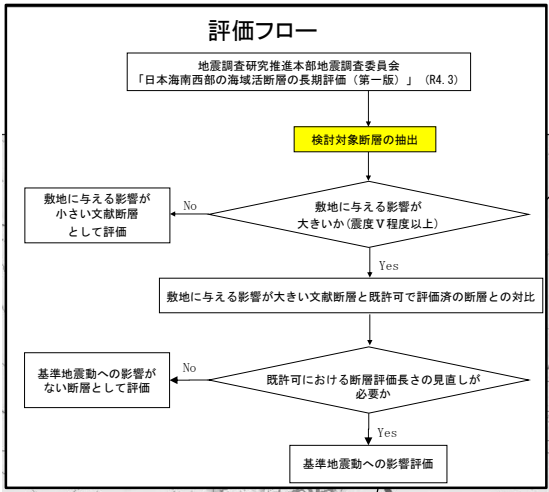 評価フロー
地震調査研究推進本部地震調査委員会
「日本海南西部の海域活断層の長期評価（第一版）」（R4.3）
検討対象断層の抽出
敷地に与える影響が
大きいか(震度Ⅴ程度以上)
No
敷地に与える影響が
小さい文献断層
として評価
Yes
敷地に与える影響が大きい文献断層と既許可で評価済の断層との対比
既許可における断層評価長さの見直しが
必要か
No
基準地震動への影響が
ない断層として評価
Yes
基準地震動への影響評価